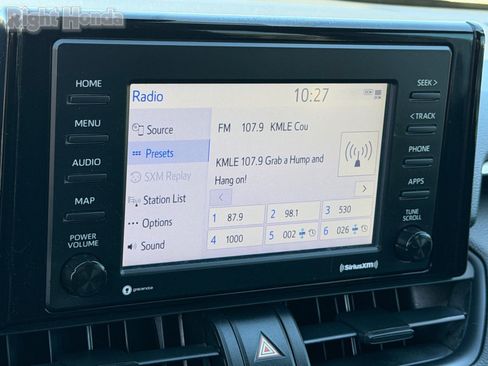 Right Honda
HOME
MENU
AUDIO
MAP
POWER
VOLUME
Radio
10:27
Source
Presets
SXM Replay
Station List
Options
Sound
FM 107.9 KMLE Cou
KMLE 107.9 Grab a Hump and
Hang on!
1 87.9
2 98.1
3 530
4 1000
5 002
6 026
SEEK >
< TRACK
PHONE
APPS
TUNE
SCROLL
gracenote
((SiriusXM))